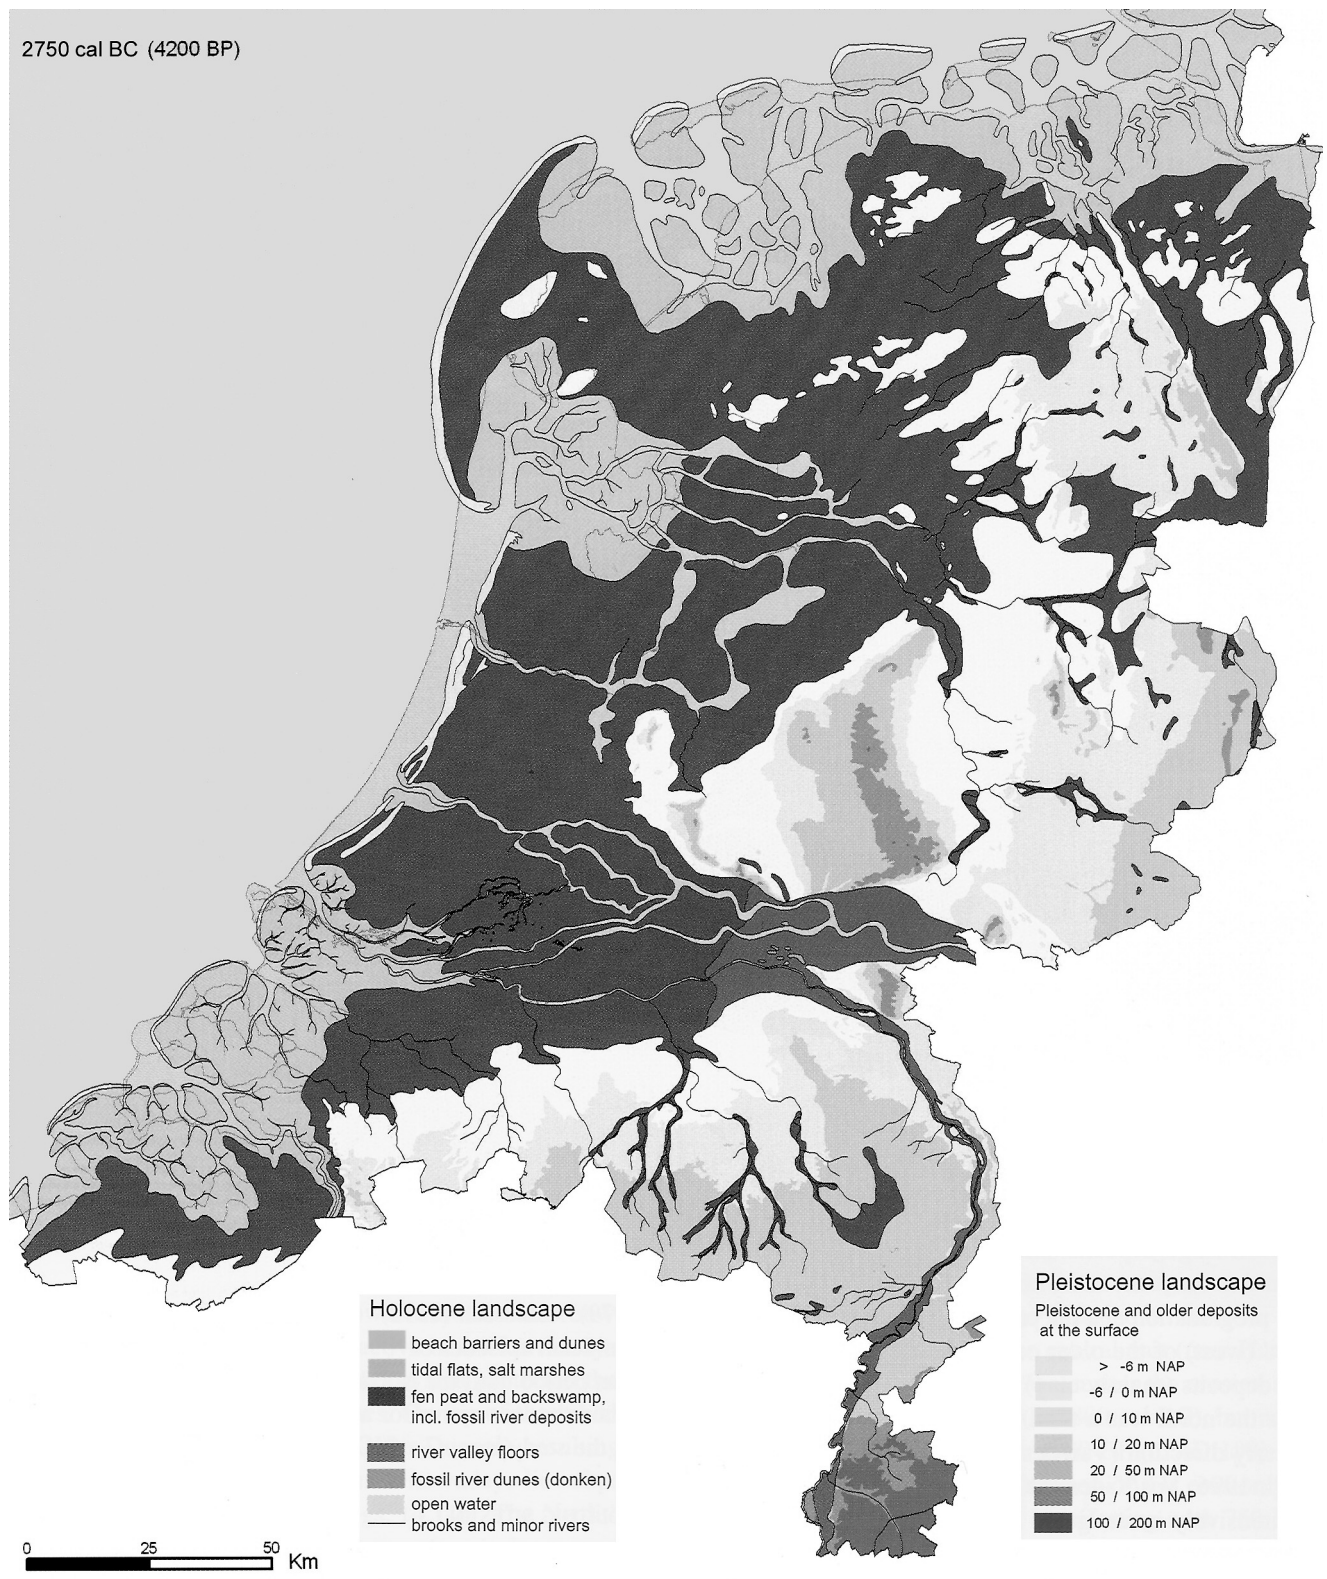 2750 cal BC (4200 BP)
Holocene landscape
beach barriers and dunes
tidal flats, salt marshes
fen peat and backswamp,
incl. fossil river deposits
river valley floors
fossil river dunes (donken)
open water
brooks and minor rivers
Pleistocene landscape
Pleistocene and older deposits
at the surface
> -6 m NAP
-6 / 0 m NAP
0 / 10 m NAP
10 / 20 m NAP
20 / 50 m NAP
50 / 100 m NAP
100 / 200 m NAP
0 25 50 Km